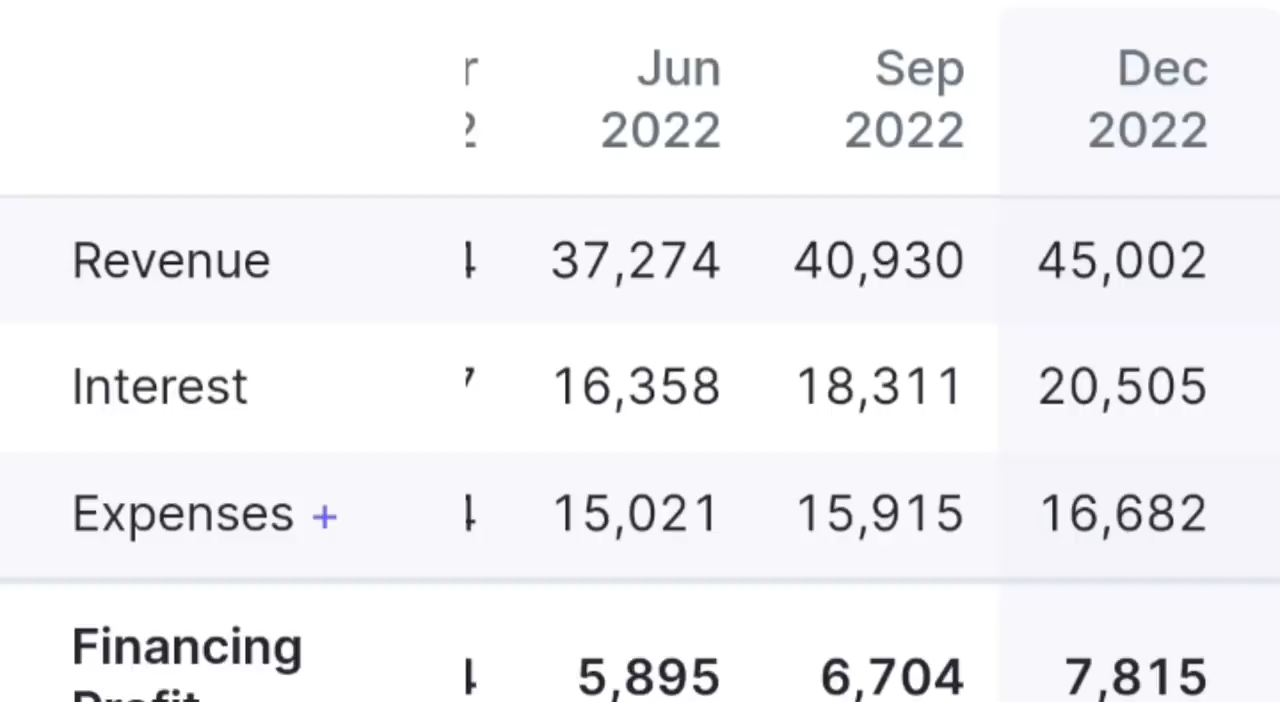 Jun Sep Dec
2022 2022 2022
Revenue 37,274 40,930 45,002
Interest 16,358 18,311 20,505
Expenses + 15,021 15,915 16,682
Financing
5,895 6,704 7,815
Profit